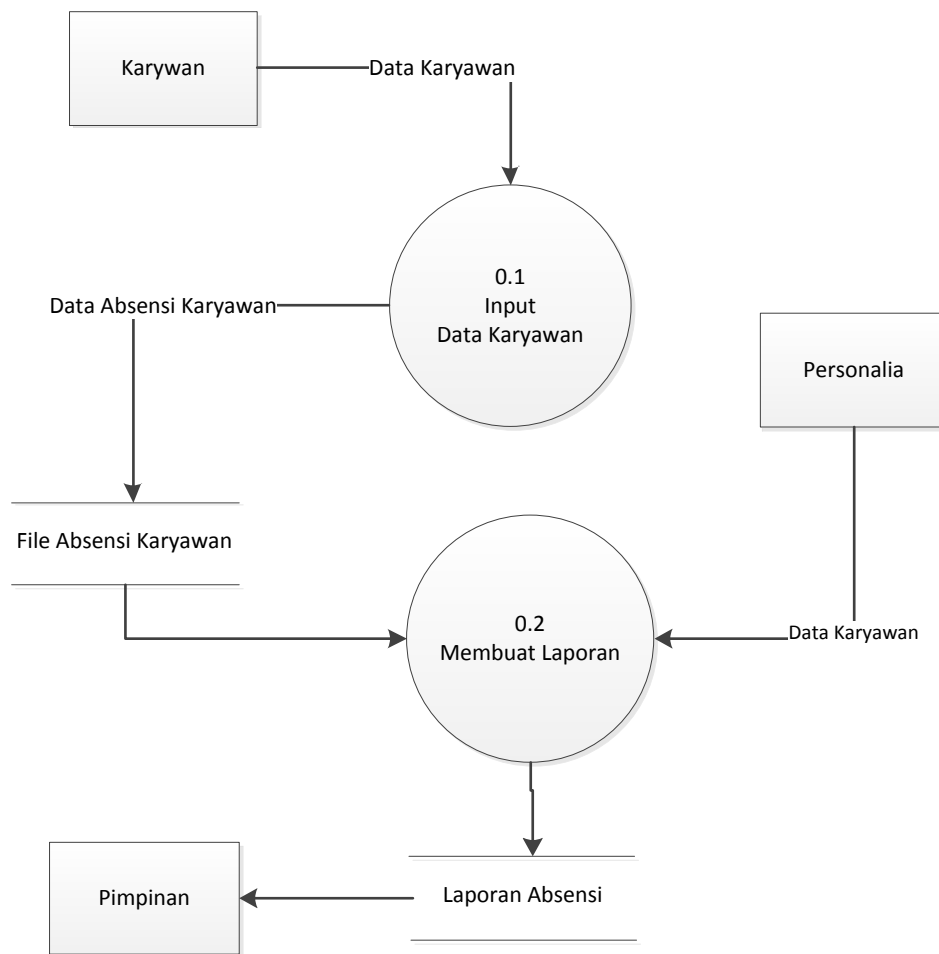 Karywan
Data Karyawan
0.1
Input
Data Karyawan
Data Absensi Karyawan
Personalia
File Absensi Karyawan
0.2
Membuat Laporan
Data Karyawan
Pimpinan
Laporan Absensi